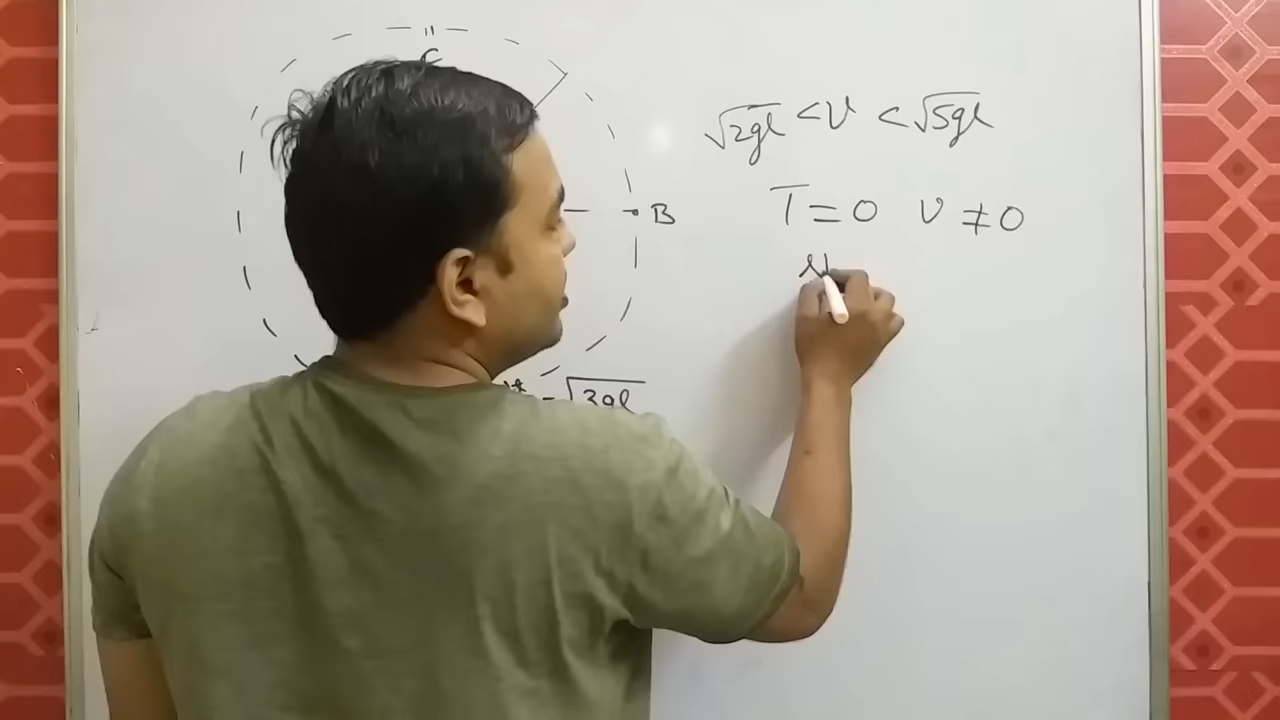 C
√2gl < v < √5gl
T = 0 v ≠ 0
B
= √3gl